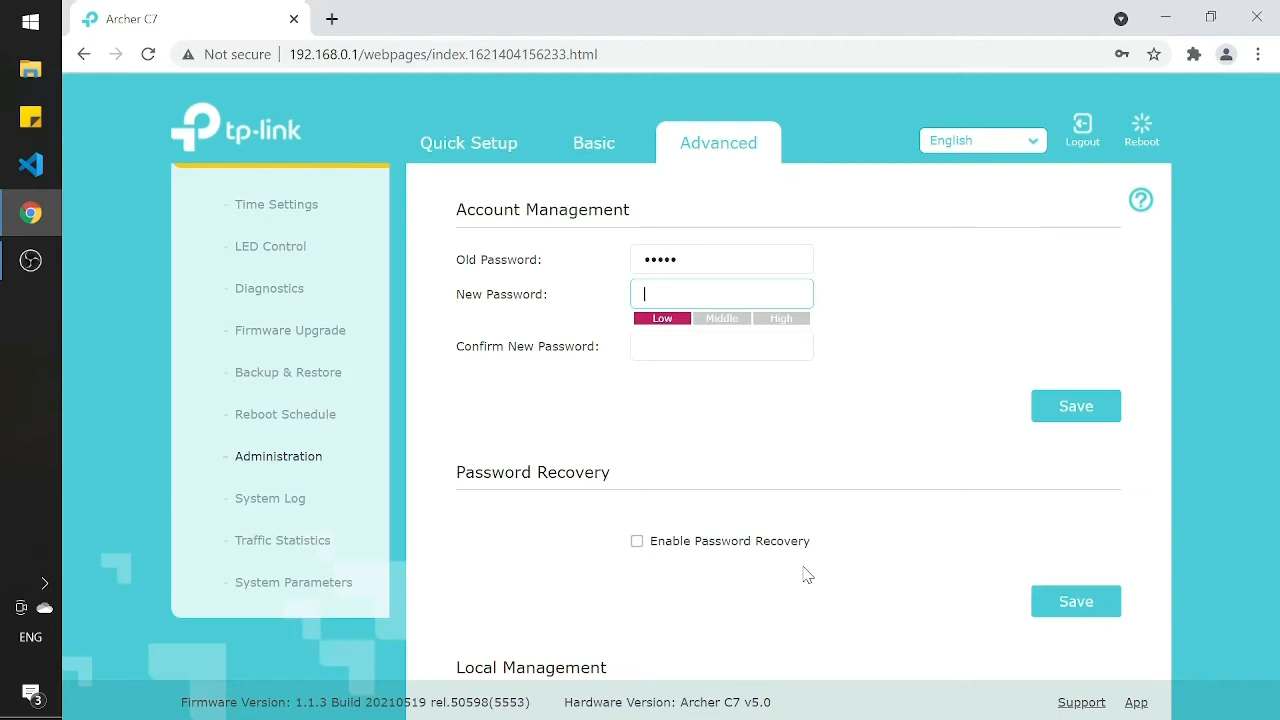 Archer C7
Not secure
192.168.0.1/webpages/index.1621404156233.html
tp-link
Quick Setup
Basic
Advanced
English
Logout
Reboot
- Time Settings
- LED Control
- Diagnostics
- Firmware Upgrade
- Backup & Restore
- Reboot Schedule
- Administration
- System Log
- Traffic Statistics
- System Parameters
Account Management
Old Password: •••••
New Password:
Low Middle High
Confirm New Password:
Save
Password Recovery
Enable Password Recovery
Save
Local Management
ENG
3
Firmware Version: 1.1.3 Build 20210519 rel.50598(5553) Hardware Version: Archer C7 v5.0
Support App